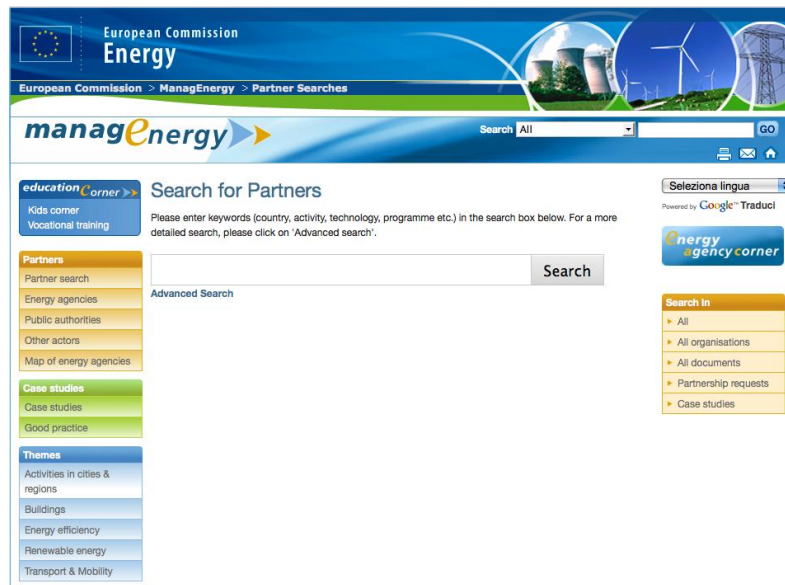 European Commission
Energy
European Commission > ManagEnergy > Partner Searches
managenergy
Search All GO
education Corner
Kids corner
Vocational training
Partners
Partner search
Energy agencies
Public authorities
Other actors
Map of energy agencies
Case studies
Case studies
Good practice
Themes
Activities in cities &
regions
Buildings
Energy efficiency
Renewable energy
Transport & Mobility
Search for Partners
Please enter keywords (country, activity, technology, programme etc.) in the search box below. For a more
detailed search, please click on 'Advanced search'.
Search
Advanced Search
Seleziona lingua
Powered by Google™ Traduci
energy
agency corner
Search In
All
All organisations
All documents
Partnership requests
Case studies